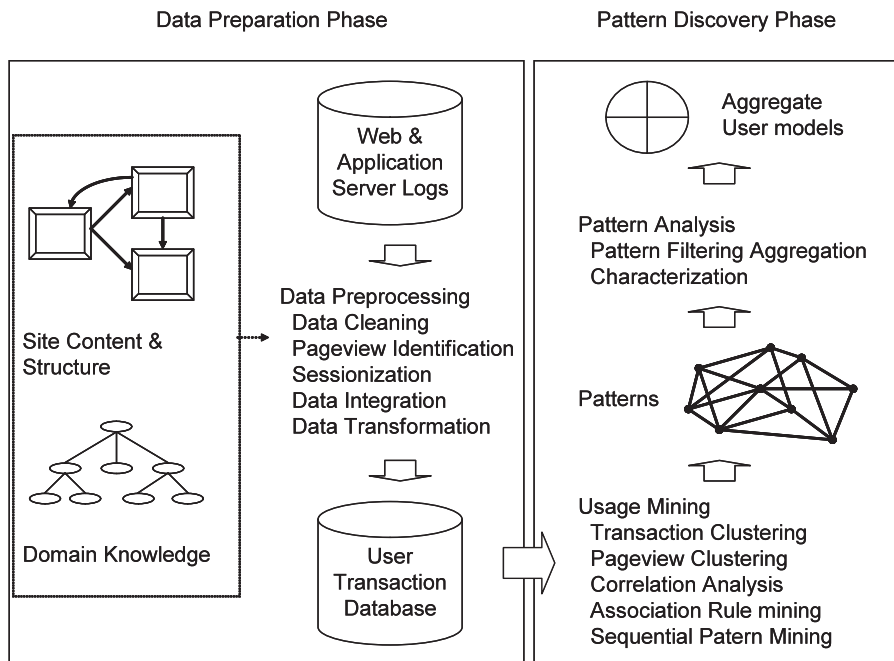 Data Preparation Phase
Pattern Discovery Phase
Web &
Application
Server Logs
Site Content &
Structure
Domain Knowledge
Data Preprocessing
Data Cleaning
Pageview Identification
Sessionization
Data Integration
Data Transformation
User
Transaction
Database
Aggregate
User models
Pattern Analysis
Pattern Filtering Aggregation
Characterization
Patterns
Usage Mining
Transaction Clustering
Pageview Clustering
Correlation Analysis
Association Rule mining
Sequential Patern Mining